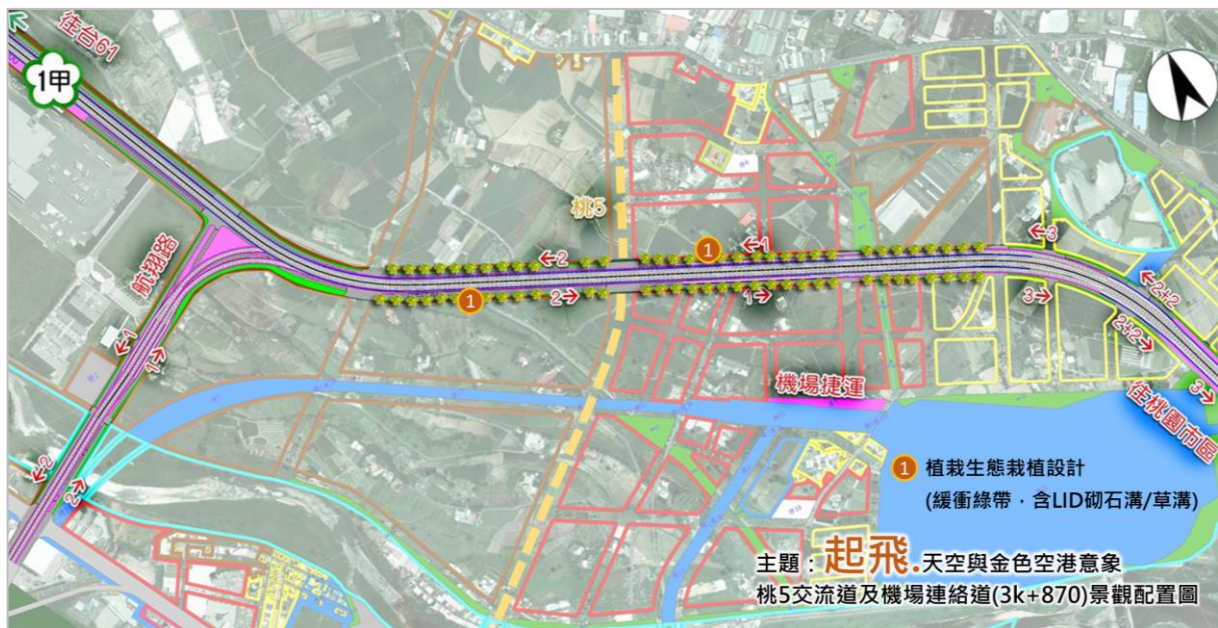 往台61
1甲
桃5
航翔路
←2
1
←1
←3
1
2→
1→
3→
←2+2
2+2→
3→
←1
1→
←2
2→
機場捷運
往桃園市區
1 植栽生態栽植設計
(緩衝綠帶，含LID砌石溝/草溝)
主題：起飛.天空與金色空港意象
桃5交流道及機場連絡道(3k+870)景觀配置圖